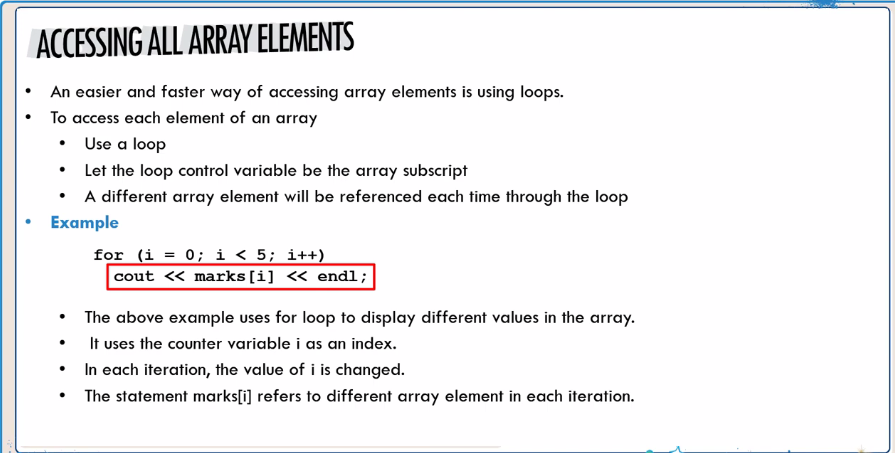 ACCESSING ALL ARRAY ELEMENTS
• An easier and faster way of accessing array elements is using loops.
• To access each element of an array
• Use a loop
• Let the loop control variable be the array subscript
• A different array element will be referenced each time through the loop
• Example
for (i = 0; i < 5; i++)
cout << marks[i] << endl;
• The above example uses for loop to display different values in the array.
• It uses the counter variable i as an index.
• In each iteration, the value of i is changed.
• The statement marks[i] refers to different array element in each iteration.